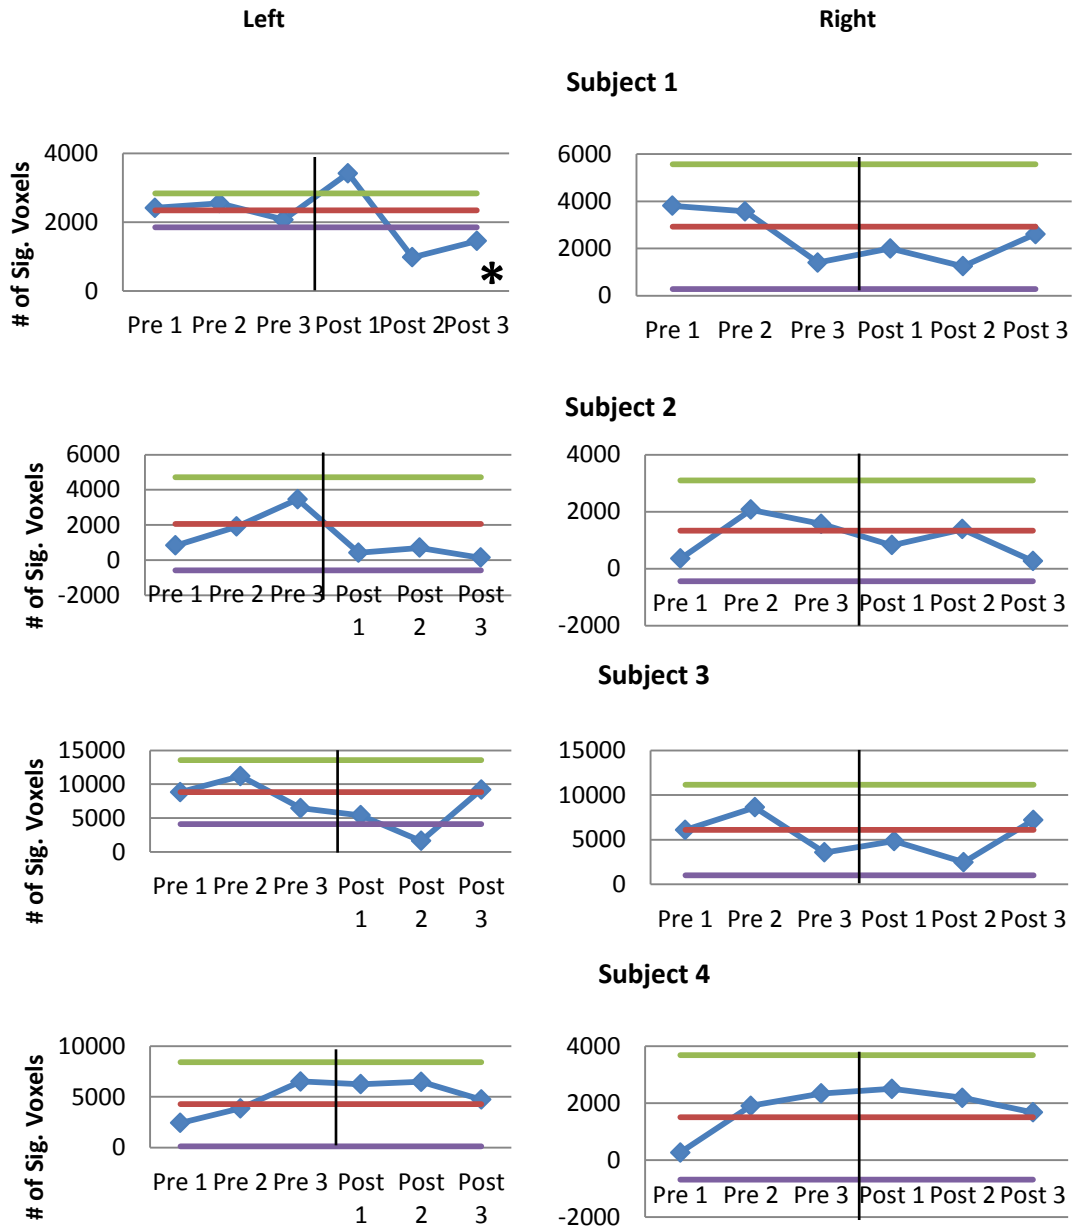 Left
Right
Subject 1
# of Sig. Voxels
4000
2000
0
Pre 1 Pre 2 Pre 3 Post 1 Post 2 Post 3
*
6000
4000
2000
0
Pre 1 Pre 2 Pre 3 Post 1 Post 2 Post 3
Subject 2
# of Sig. Voxels
6000
4000
2000
0
-2000
Pre 1 Pre 2 Pre 3 Post Post Post
1 2 3
4000
2000
0
-2000
Pre 1 Pre 2 Pre 3 Post 1 Post 2 Post 3
Subject 3
# of Sig. Voxels
15000
10000
5000
0
Pre 1 Pre 2 Pre 3 Post Post Post
1 2 3
15000
10000
5000
0
Pre 1 Pre 2 Pre 3 Post 1 Post 2 Post 3
Subject 4
# of Sig. Voxels
10000
5000
0
Pre 1 Pre 2 Pre 3 Post Post Post
1 2 3
4000
2000
0
-2000
Pre 1 Pre 2 Pre 3 Post 1 Post 2 Post 3